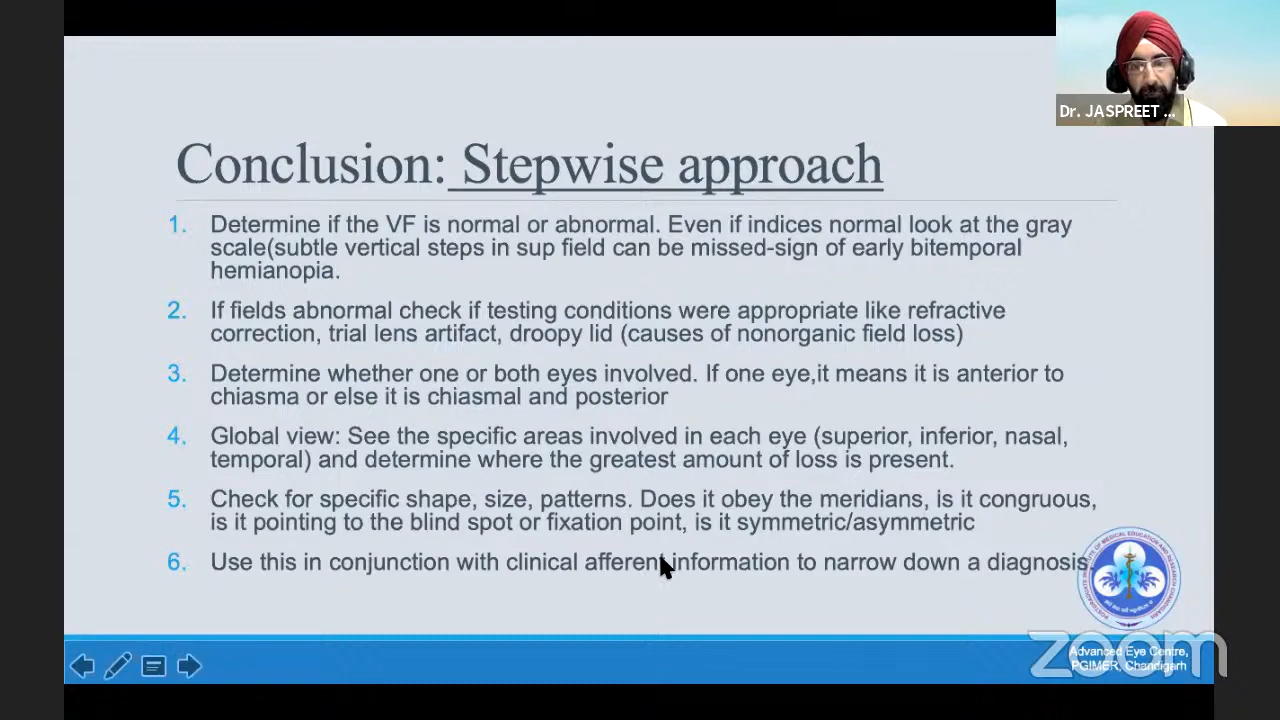 Dr. JASPREET ...
Conclusion: Stepwise approach
1. Determine if the VF is normal or abnormal. Even if indices normal look at the gray
scale(subtle vertical steps in sup field can be missed-sign of early bitemporal
hemianopia.
2. If fields abnormal check if testing conditions were appropriate like refractive
correction, trial lens artifact, droopy lid (causes of nonorganic field loss)
3. Determine whether one or both eyes involved. If one eye,it means it is anterior to
chiasma or else it is chiasmal and posterior
4. Global view: See the specific areas involved in each eye (superior, inferior, nasal,
temporal) and determine where the greatest amount of loss is present.
5. Check for specific shape, size, patterns. Does it obey the meridians, is it congruous,
is it pointing to the blind spot or fixation point, is it symmetric/asymmetric
6. Use this in conjunction with clinical afferent information to narrow down a diagnosis.
zoom
Advanced Eye Centre,
PGIMER, Chandigarh